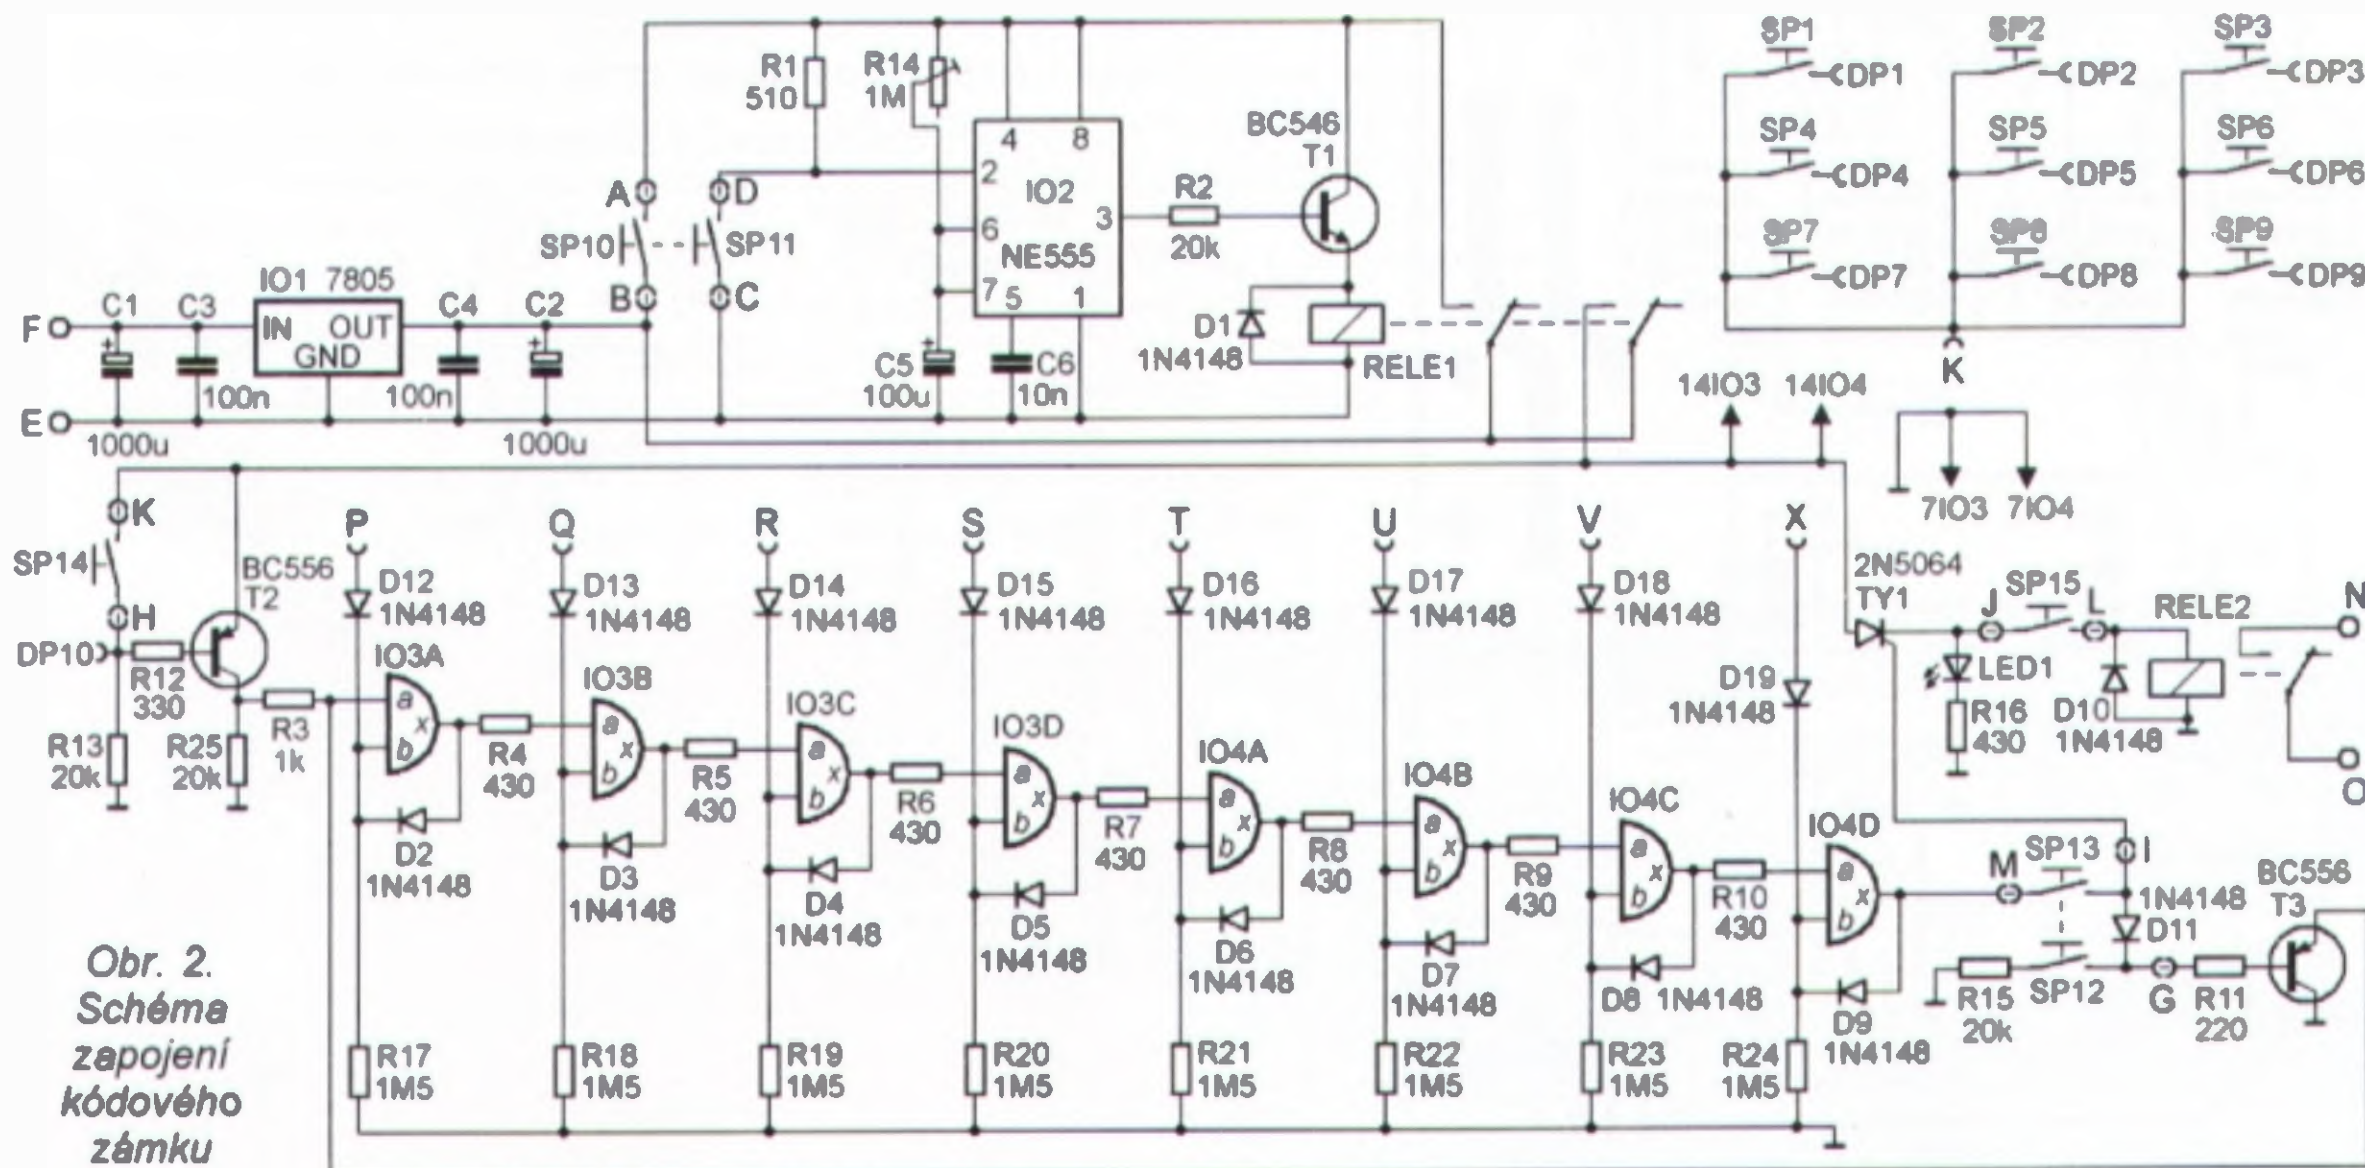 SP1
SP2
SP3
DP1
DP2
DP3
R1
510
R14
1M
4
8
BC546
T1
SP4
SP5
SP6
2
IO2
R2
DP4
DP5
DP6
A
D
3
SP10
SP11
6
NE555
20k
SP7
SP8
SP9
IO1 7805
7
5
1
DP7
DP8
DP9
C1
C3
C4
C2
B
C
F
IN
OUT
GND
D1
1N4148
C5
C6
RELE1
K
100n
100n
100u
10n
14IO3
14IO4
E
1000u
1000u
K
P
Q
R
S
T
U
V
X
7IO3
7IO4
SP14
BC556
T2
D12
1N4148
D13
1N4148
D14
1N4148
D15
1N4148
D16
1N4148
D17
1N4148
D18
1N4148
2N5064
TY1
SP15
J
L
RELE2
N
H
DP10
R12
330
IO3A
IO3B
IO3C
IO3D
IO4A
IO4B
IO4C
IO4D
D19
1N4148
LED1
R16
430
D10
1N4148
R13
20k
R25
20k
R3
1k
a
b
x
R4
430
a
b
x
R5
430
a
b
x
R6
430
a
b
x
R7
430
a
b
x
R8
430
a
b
x
R9
430
a
b
x
R10
430
a
b
x
O
D2
1N4148
D3
1N4148
D4
1N4148
D5
1N4148
D6
1N4148
D7
1N4148
D8 1N4148
D9
1N4148
M
SP13
I
1N4148
D11
BC556
T3
R15
20k
SP12
G
R11
220
R17
1M5
R18
1M5
R19
1M5
R20
1M5
R21
1M5
R22
1M5
R23
1M5
R24
1M5
Obr. 2.
Schéma
zapojení
kódového
zámku